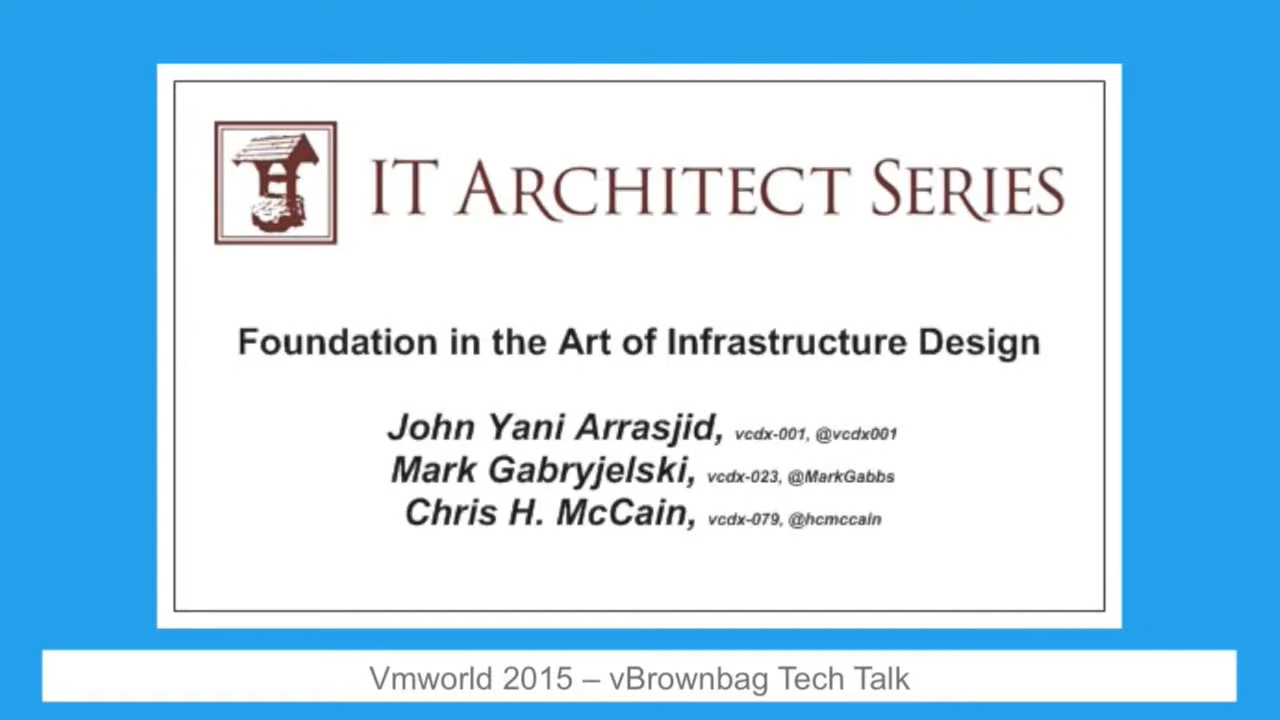 IT ARCHITECT SERIES
Foundation in the Art of Infrastructure Design
John Yani Arrasjid, vcdx-001, @vcdx001
Mark Gabryjelski, vcdx-023, @MarkGabbs
Chris H. McCain, vcdx-079, @hcmccain
Vmworld 2015 – vBrownbag Tech Talk